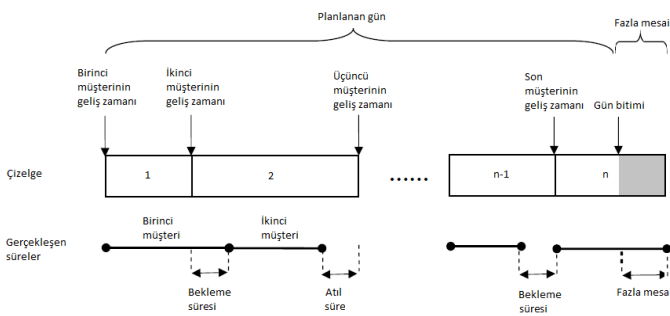 Planlanan gün
Fazla mesai
Birinci
müşterinin
geliş zamanı
İkinci
müşterinin
geliş zamanı
Üçüncü
müşterinin
geliş zamanı
Son
müşterinin
geliş zamanı
Gün bitimi
Çizelge
1
2
......
n-1
n
Gerçekleşen
süreler
Birinci
müşteri
İkinci
müşteri
Bekleme
süresi
Atıl
süre
Bekleme
süresi
Fazla mesa